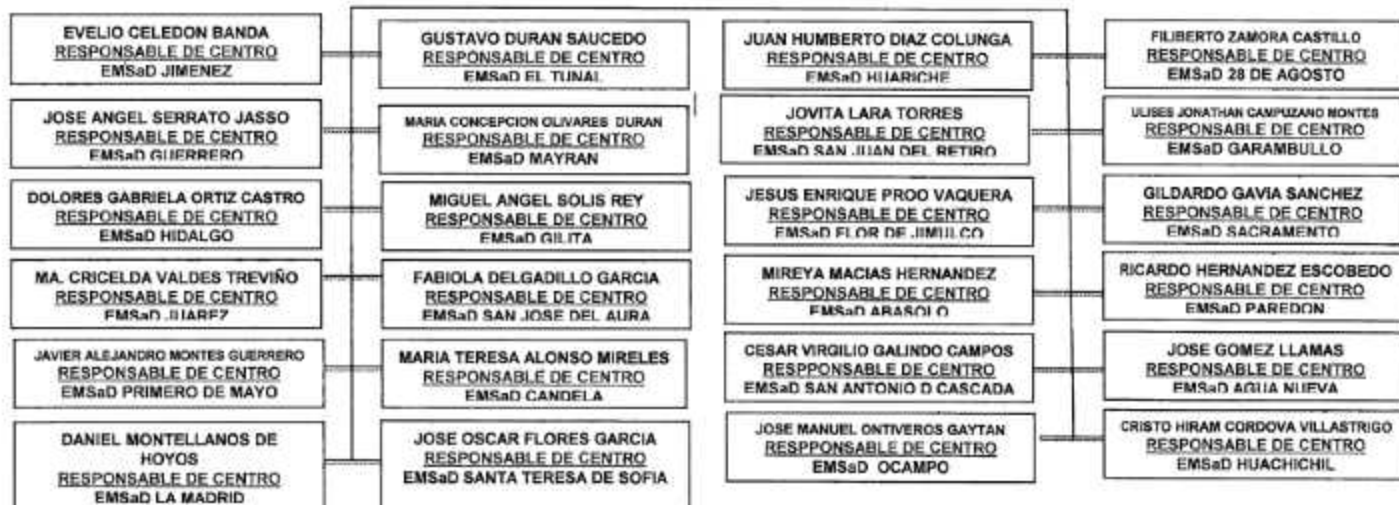 EVELIO CELEDON BANDA
RESPONSABLE DE CENTRO
EMSaD JIMENEZ
GUSTAVO DURAN SAUCEDO
RESPONSABLE DE CENTRO
EMSaD EL TUNAL
JUAN HUMBERTO DIAZ COLUNGA
RESPONSABLE DE CENTRO
EMSaD HUARICHE
FILIBERTO ZAMORA CASTILLO
RESPONSABLE DE CENTRO
EMSaD 28 DE AGOSTO
JOSE ANGEL SERRATO JASSO
RESPONSABLE DE CENTRO
EMSaD GUERRERO
MARIA CONCEPCION OLIVARES DURAN
RESPONSABLE DE CENTRO
EMSaD MAYRAN
JOVITA LARA TORRES
RESPONSABLE DE CENTRO
EMSaD SAN JUAN DEL RETIRO
ULISES JONATHAN CAMPUZANO MONTES
RESPONSABLE DE CENTRO
EMSaD GARAMBULLO
DOLORES GABRIELA ORTIZ CASTRO
RESPONSABLE DE CENTRO
EMSaD HIDALGO
MIGUEL ANGEL SOLIS REY
RESPONSABLE DE CENTRO
EMSaD GILITA
JESUS ENRIQUE PROO VAQUERA
RESPONSABLE DE CENTRO
EMSaD FLOR DE JIMULCO
GILDARDO GAVIA SANCHEZ
RESPONSABLE DE CENTRO
EMSaD SACRAMENTO
MA. CRICELDA VALDES TREVIÑO
RESPONSABLE DE CENTRO
EMSaD JUAREZ
FABIOLA DELGADILLO GARCIA
RESPONSABLE DE CENTRO
EMSaD SAN JOSE DEL AURA
MIREYA MACIAS HERNANDEZ
RESPONSABLE DE CENTRO
EMSaD ABASOLO
RICARDO HERNANDEZ ESCOBEDO
RESPONSABLE DE CENTRO
EMSaD PAREDON
JAVIER ALEJANDRO MONTES GUERRERO
RESPONSABLE DE CENTRO
EMSaD PRIMERO DE MAYO
MARIA TERESA ALONSO MIRELES
RESPONSABLE DE CENTRO
EMSaD CANDELA
CESAR VIRGILIO GALINDO CAMPOS
RESPPONSABLE DE CENTRO
EMSaD SAN ANTONIO D CASCADA
JOSE GOMEZ LLAMAS
RESPONSABLE DE CENTRO
EMSaD AGUA NUEVA
DANIEL MONTELLANOS DE
HOYOS
RESPONSABLE DE CENTRO
EMSaD LA MADRID
JOSE OSCAR FLORES GARCIA
RESPONSABLE DE CENTRO
EMSaD SANTA TERESA DE SOFIA
JOSE MANUEL ONTIVEROS GAYTAN
RESPPONSABLE DE CENTRO
EMSaD OCAMPO
CRISTO HIRAM CORDOVA VILLASTRIGO
RESPONSABLE DE CENTRO
EMSaD HUACHICHIL